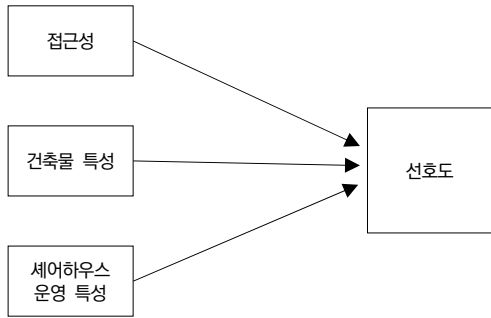 접근성
건축물 특성
셰어하우스
운영 특성
선호도